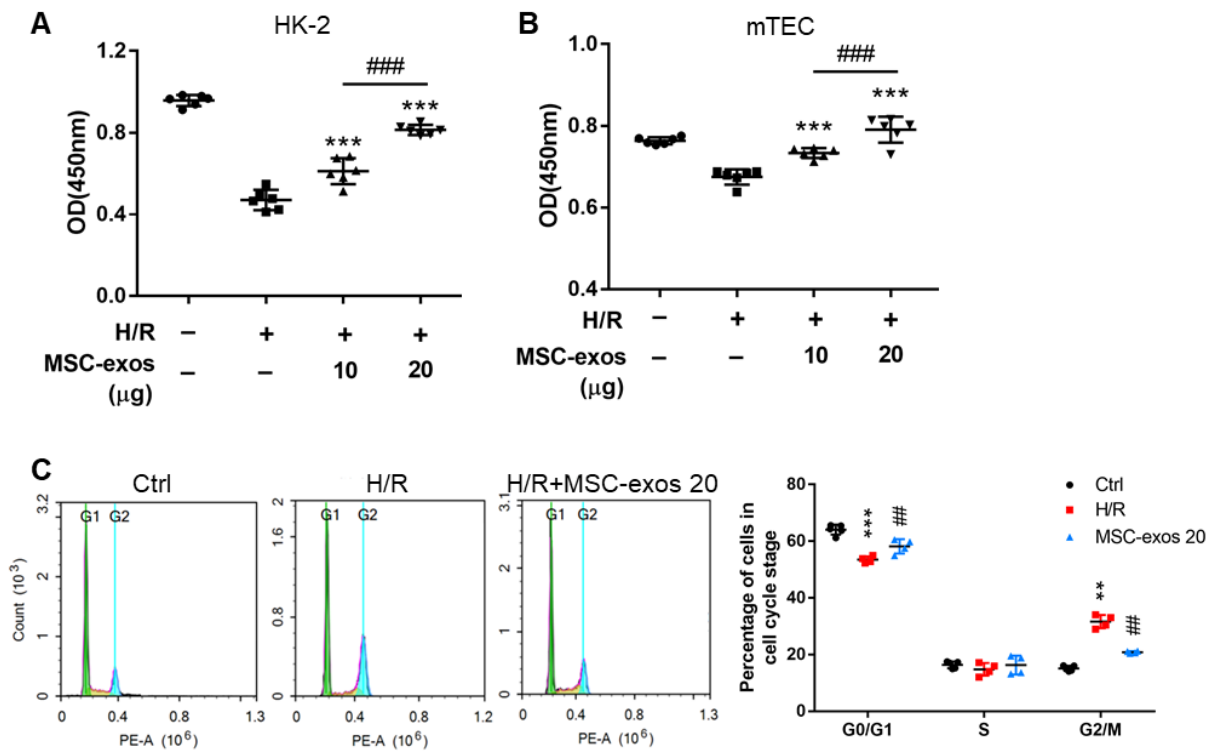 A
HK-2
1.2
0.8
0.4
0.0
OD(450nm)
###
***
***
H/R
– + + +
MSC-exos
(μg)
– – 10 20
B
mTEC
1.0
0.8
0.6
0.4
OD(450nm)
###
***
***
H/R
– + + +
MSC-exos
(μg)
– – 10 20
C
Ctrl
3.2
2
1
0
Count (10³)
G1 G2
0 0.4 0.8 1.3
PE-A (10⁶)
H/R
2
1.6
0.8
0
G1 G2
0 0.4 0.8 1.2
PE-A (10⁶)
H/R+MSC-exos 20
3.1
2
1
0
G1 G2
0 0.4 0.8 1.3
PE-A (10⁶)
Percentage of cells in
cell cycle stage
80
60
40
20
0
***
##
**
##
Ctrl
H/R
MSC-exos 20
G0/G1 S G2/M